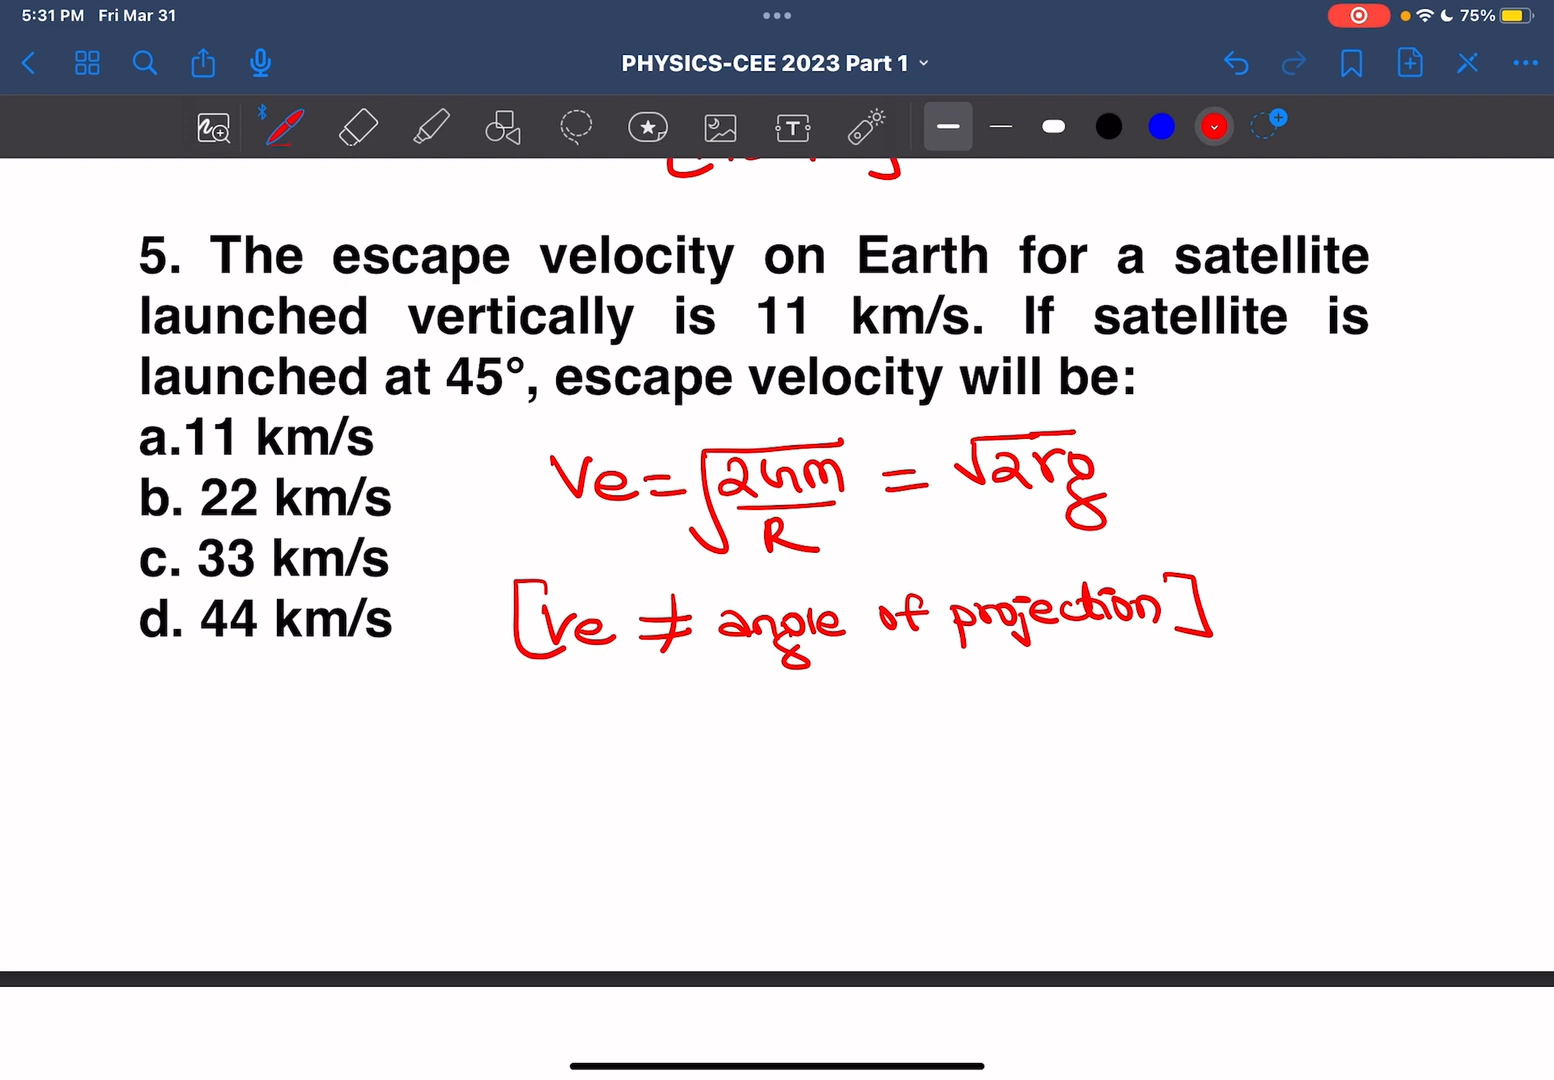 5:31 PM Fri Mar 31
75%
PHYSICS-CEE 2023 Part 1
T
5. The escape velocity on Earth for a satellite
launched vertically is 11 km/s. If satellite is
launched at 45°, escape velocity will be:
a.11 km/s
b. 22 km/s
c. 33 km/s
d. 44 km/s
Ve = √(2GM/R) = √2rg
[ve ≠ angle of projection]